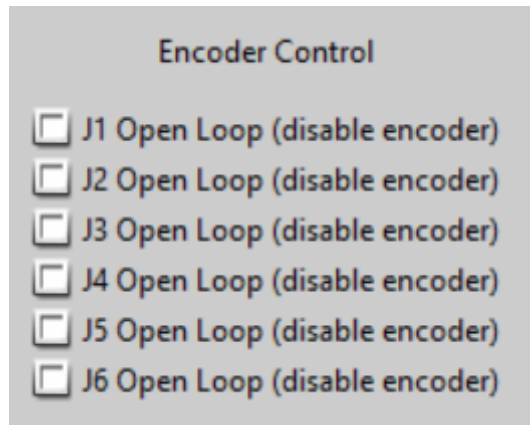 Encoder Control
J1 Open Loop (disable encoder)
J2 Open Loop (disable encoder)
J3 Open Loop (disable encoder)
J4 Open Loop (disable encoder)
J5 Open Loop (disable encoder)
J6 Open Loop (disable encoder)